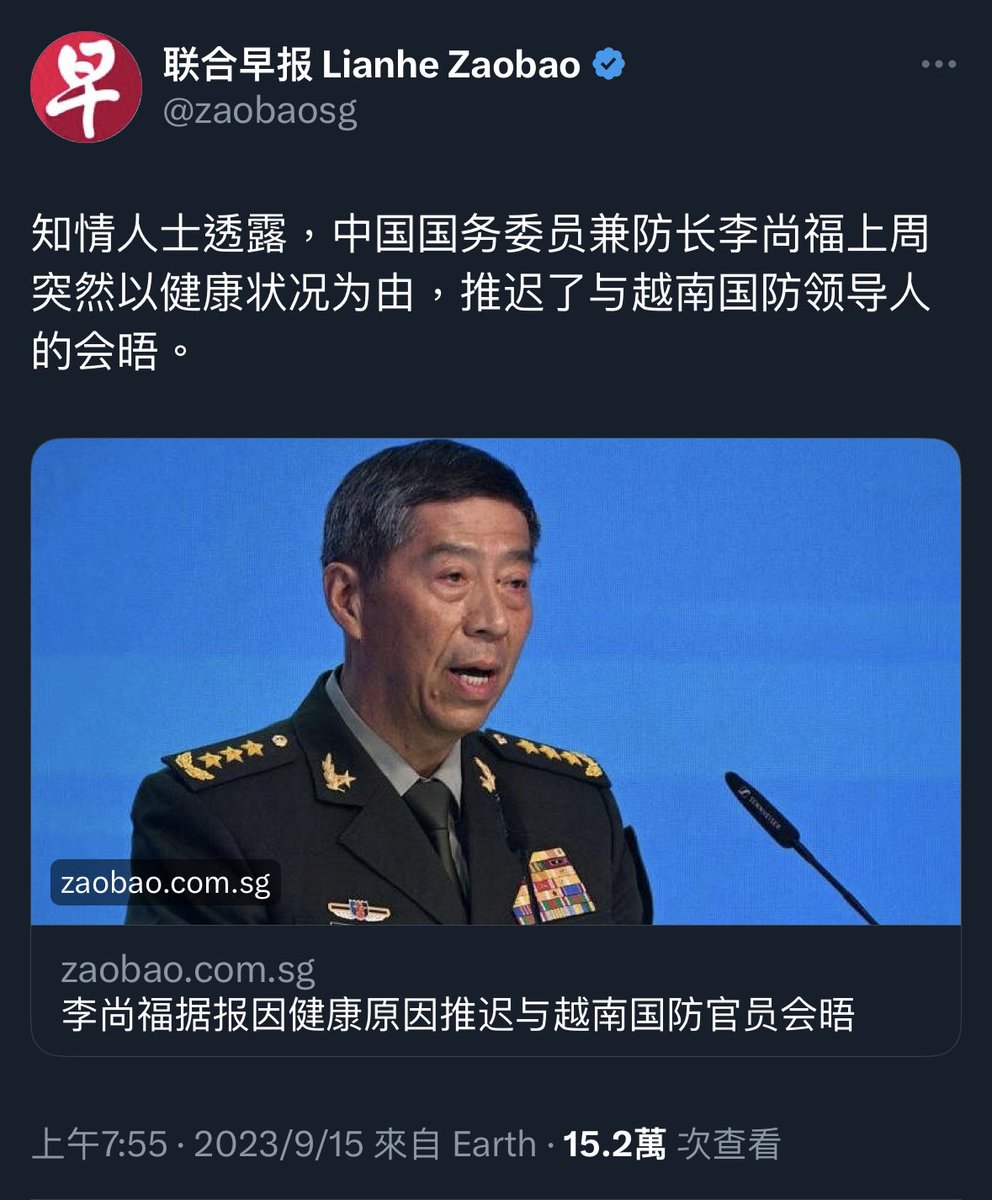 早
联合早报 Lianhe Zaobao
@zaobaosg
知情人士透露，中国国务委员兼防长李尚福上周
突然以健康状况为由，推迟了与越南国防领导人
的会晤。
SENNHEISER
zaobao.com.sg
zaobao.com.sg
李尚福据报因健康原因推迟与越南国防官员会晤
上午7:55 · 2023/9/15 來自 Earth · 15.2萬 次查看